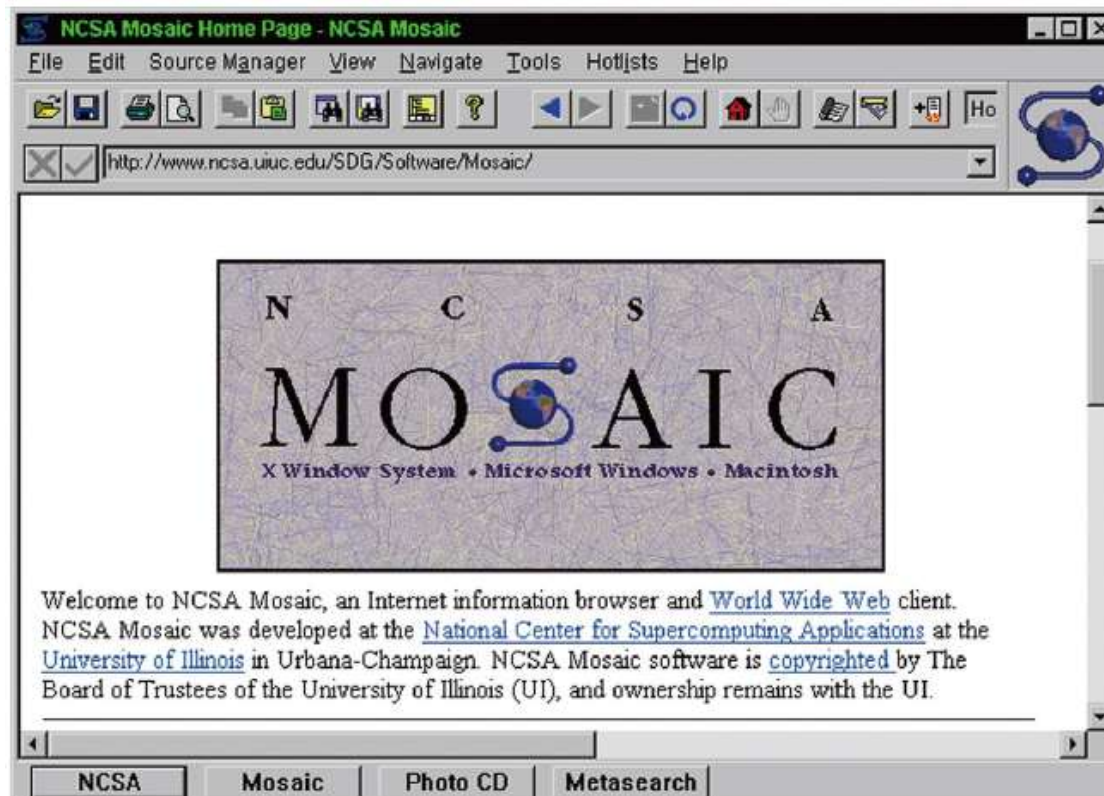 NCSA Mosaic Home Page - NCSA Mosaic
File Edit Source Manager View Navigate Tools Hotlists Help
Ho
http://www.ncsa.uiuc.edu/SDG/Software/Mosaic/
N C S A
MOSAIC
X Window System • Microsoft Windows • Macintosh
Welcome to NCSA Mosaic, an Internet information browser and World Wide Web client.
NCSA Mosaic was developed at the National Center for Supercomputing Applications at the
University of Illinois in Urbana-Champaign. NCSA Mosaic software is copyrighted by The
Board of Trustees of the University of Illinois (UI), and ownership remains with the UI.
NCSA Mosaic Photo CD Metasearch